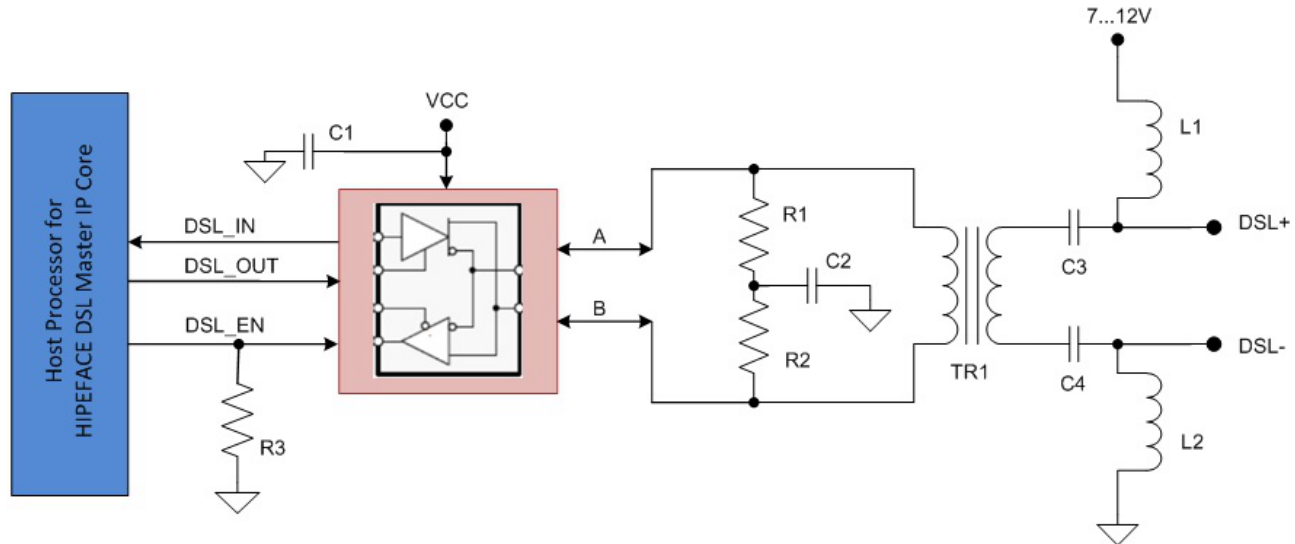 7...12V
VCC
C1
L1
DSL_IN
DSL_OUT
DSL_EN
A
B
R1
C2
R2
TR1
C3
C4
DSL+
DSL-
L2
R3
Host Processor for
HIPEFACE DSL Master IP Core